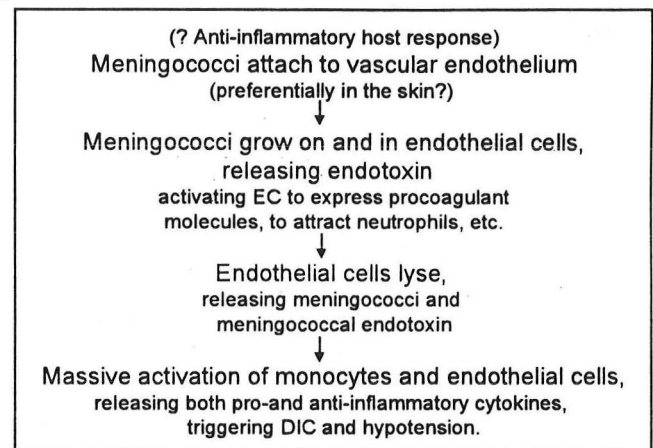 (? Anti-inflammatory host response)
Meningococci attach to vascular endothelium
(preferentially in the skin?)
Meningococci grow on and in endothelial cells,
releasing endotoxin
activating EC to express procoagulant
molecules, to attract neutrophils, etc.
Endothelial cells lyse,
releasing meningococci and
meningococcal endotoxin
Massive activation of monocytes and endothelial cells,
releasing both pro-and anti-inflammatory cytokines,
triggering DIC and hypotension.